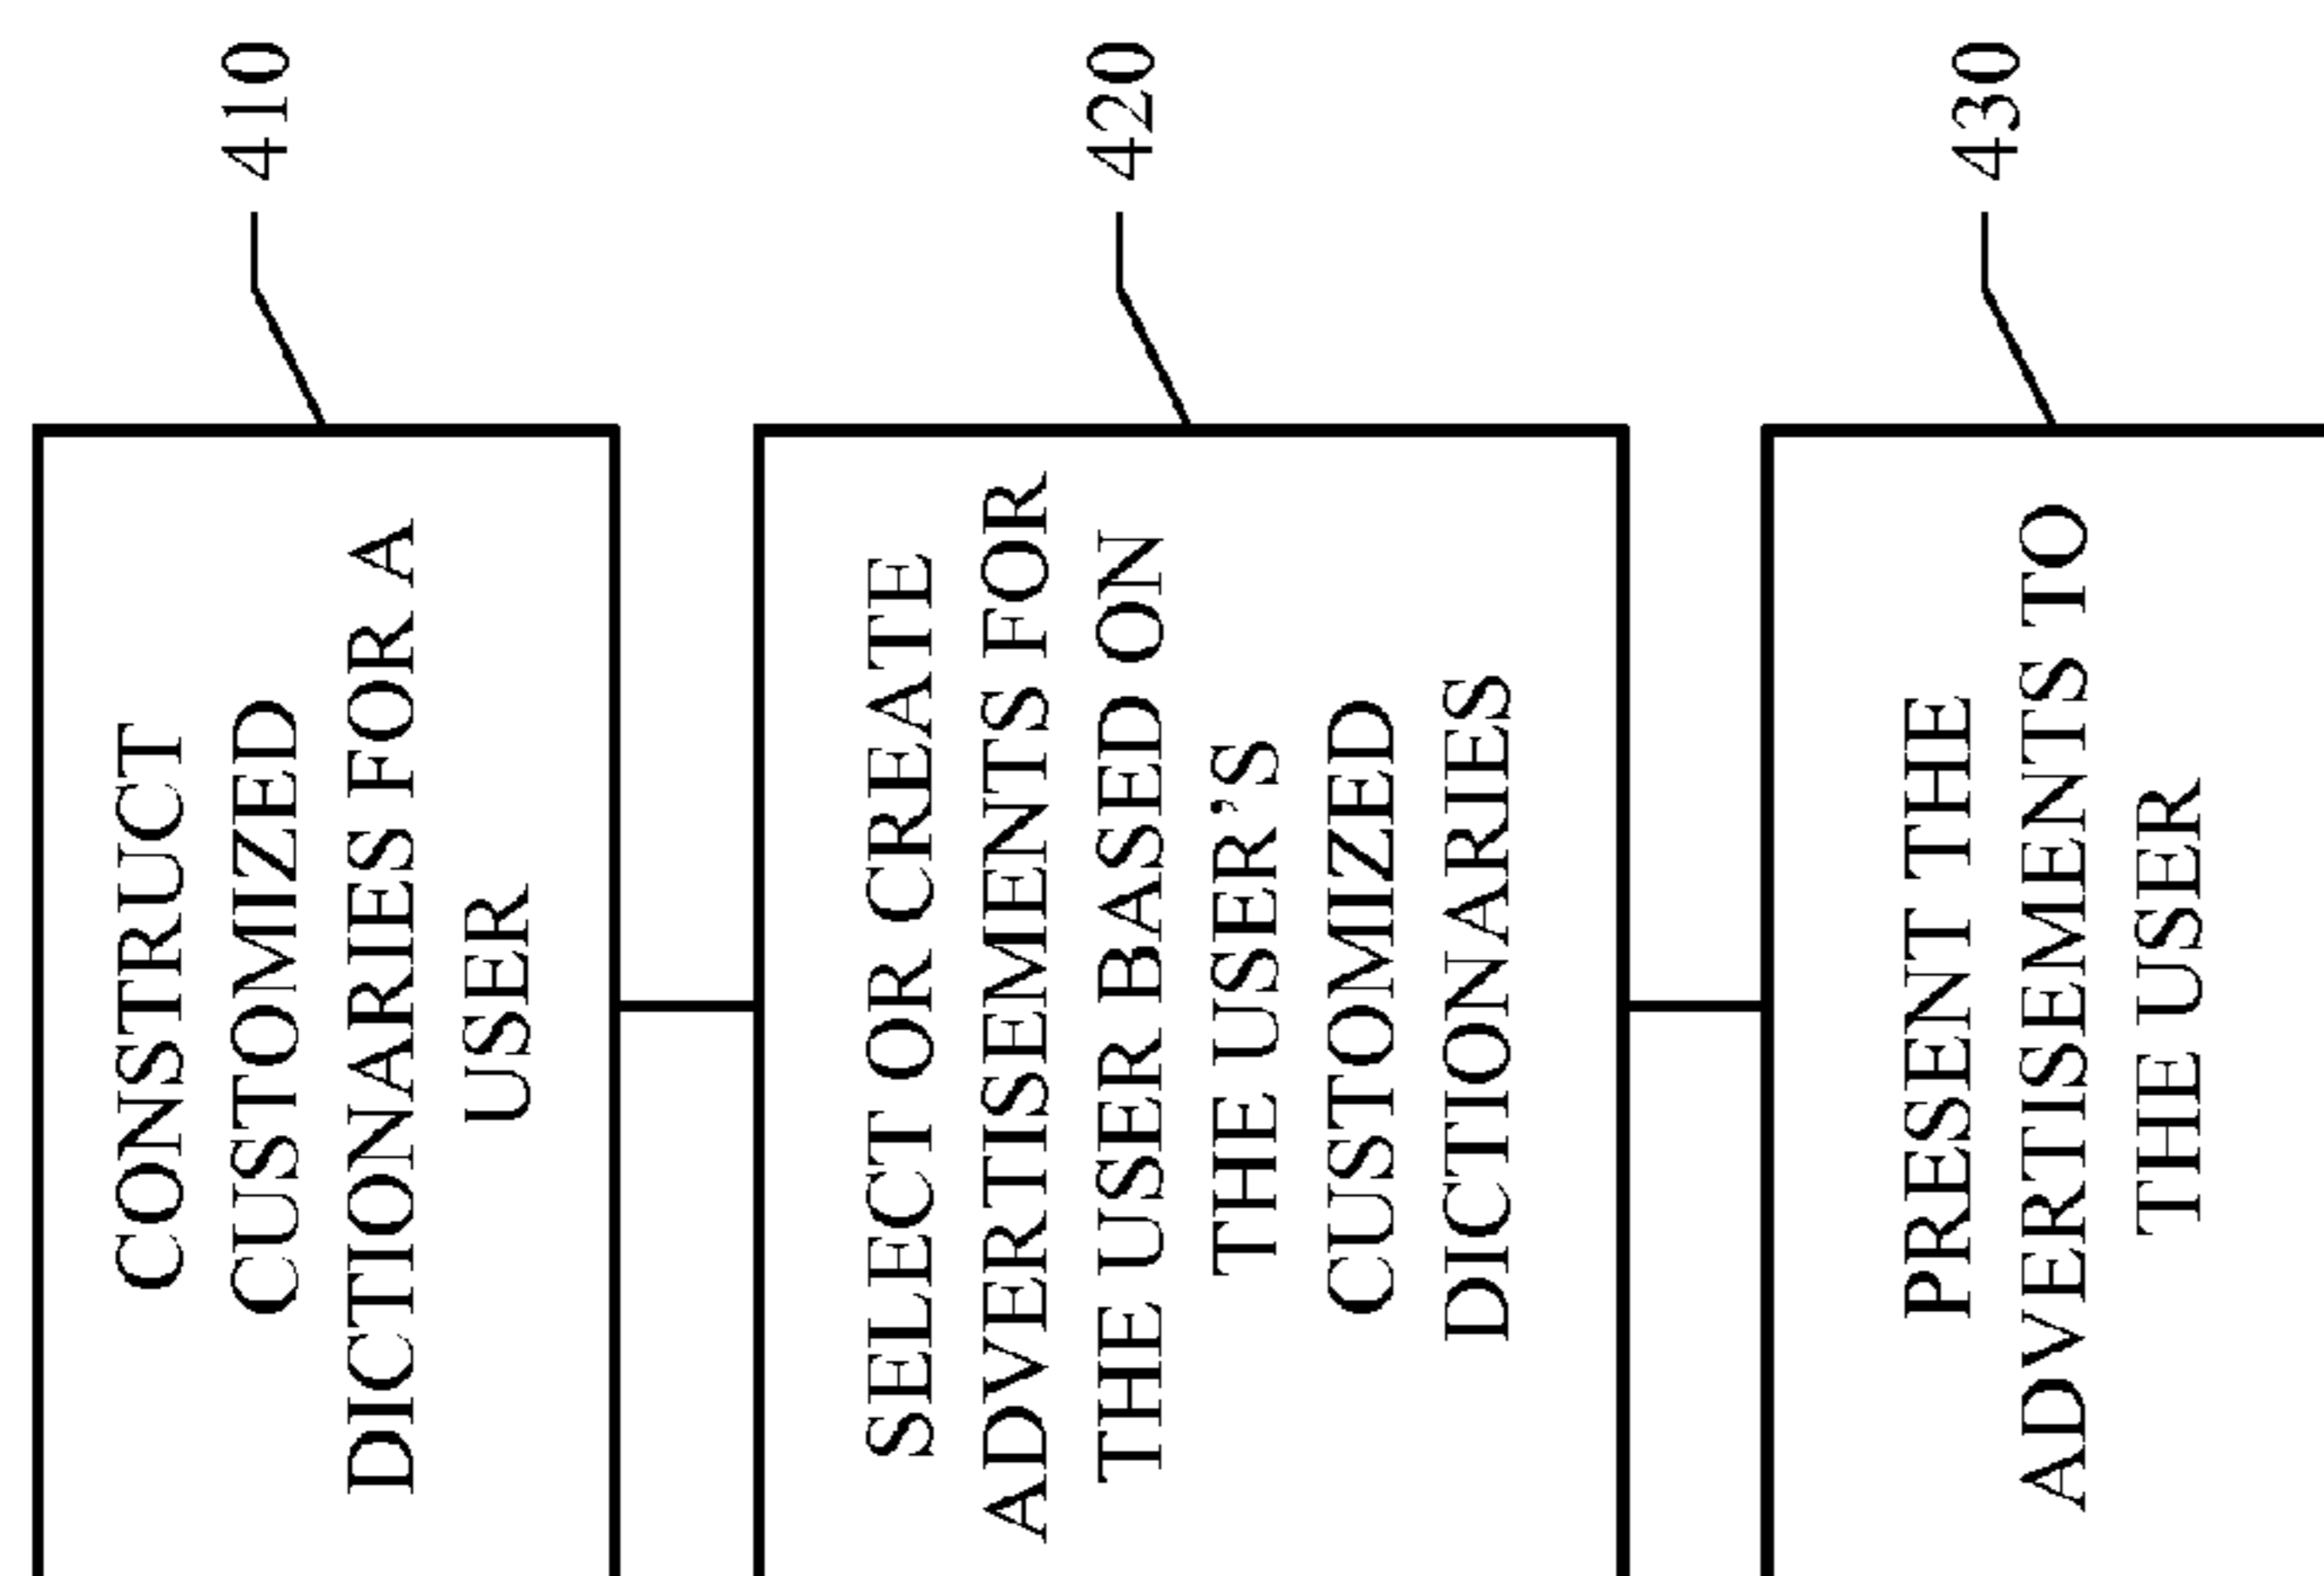 410
CONSTRUCT
CUSTOMIZED
DICTIONARIES FOR A
USER
420
SELECT OR CREATE
ADVERTISEMENTS FOR
THE USER BASED ON
THE USER’S
CUSTOMIZED
DICTIONARIES
430
PRESENT THE
ADVERTISEMENTS TO
THE USER